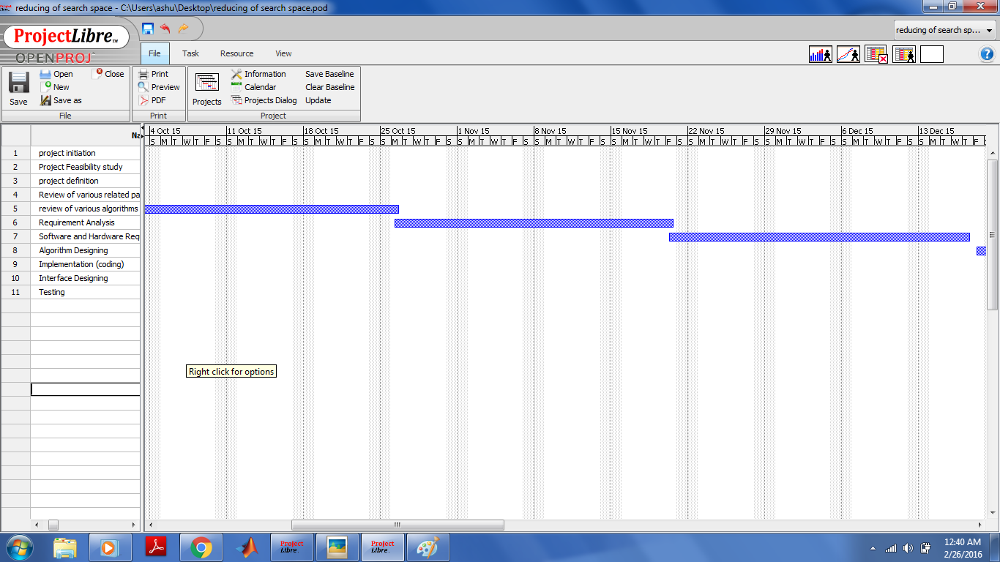 reducing of search space - C:\Users\ashu\Desktop\reducing of search space.pod
ProjectLibre™
OPENPROJ
reducing of search sp...
File Task Resource View
Save
Open
New
Save as
Close
File
Print
Preview
PDF
Print
Projects
Information
Calendar
Projects Dialog
Save Baseline
Clear Baseline
Update
Project
Na
4 Oct 15 11 Oct 15 18 Oct 15 25 Oct 15 1 Nov 15 8 Nov 15 15 Nov 15 22 Nov 15 29 Nov 15 6 Dec 15 13 Dec 15
S M T W T F S S M T W T F S S M T W T F S S M T W T F S S M T W T F S S M T W T F S S M T W T F S S M T W T F S S M T W T F S S M T W T F S S M T W T F
1 project initiation
2 Project Feasibility study
3 project definition
4 Review of various related pa
5 review of various algorithms
6 Requirement Analysis
7 Software and Hardware Req
8 Algorithm Designing
9 Implementation (coding)
10 Interface Designing
11 Testing
Right click for options
Project Libre.
Project Libre.
12:40 AM
2/26/2016